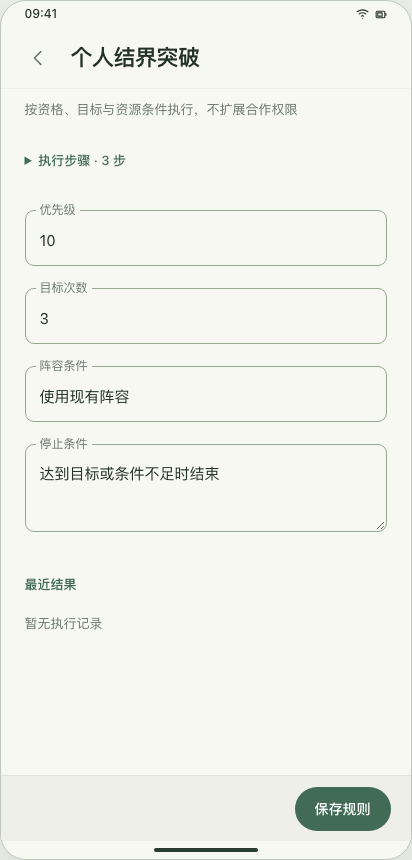 09:41
个人结界突破
按资格、目标与资源条件执行，不扩展合作权限
▶ 执行步骤 · 3 步
优先级
10
目标次数
3
阵容条件
使用现有阵容
停止条件
达到目标或条件不足时结束
最近结果
暂无执行记录
保存规则